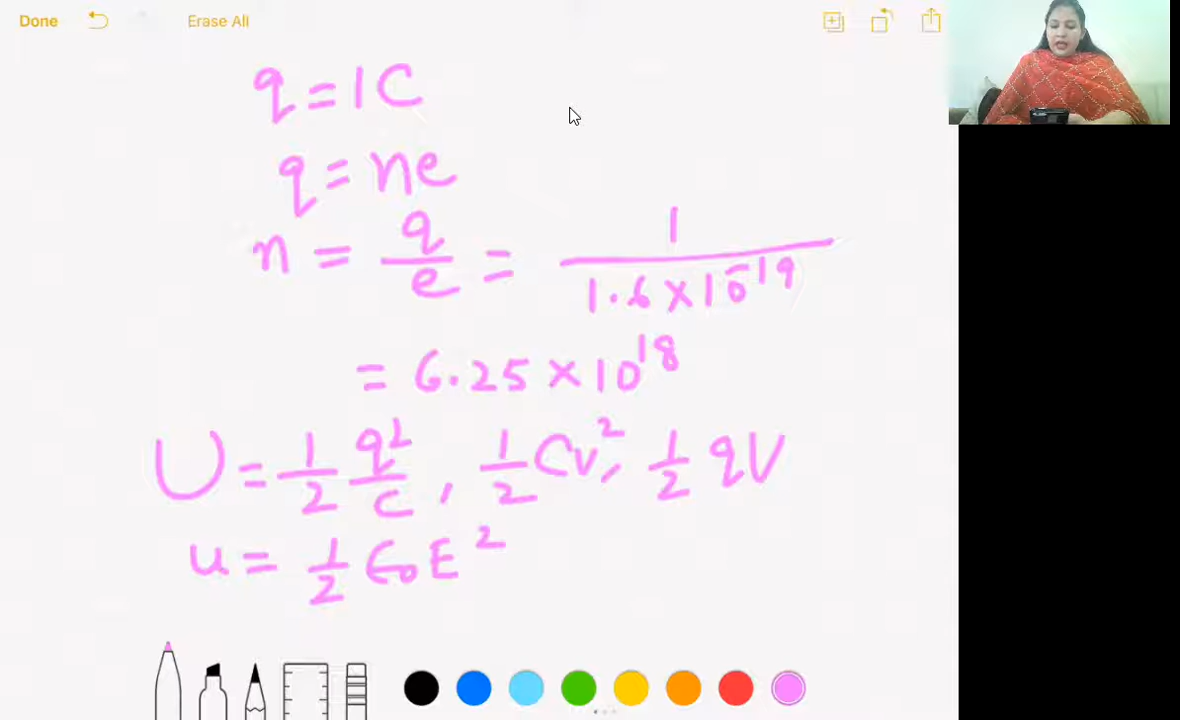 Done Erase All
q = 1C
q = ne
n = q/e = 1/(1.6 × 10⁻¹⁹)
= 6.25 × 10¹⁸
U = 1/2 q²/C, 1/2 CV², 1/2 qV
u = 1/2 ϵ₀E²